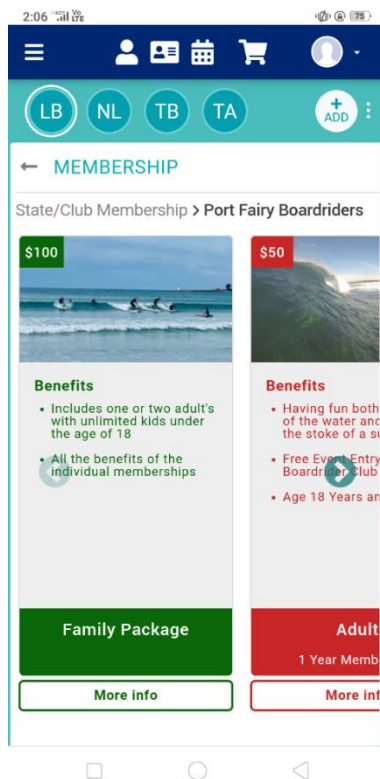 2:06
Vo
LTE
75
LB
NL
TB
TA
+
ADD
← MEMBERSHIP
State/Club Membership > Port Fairy Boardriders
$100
Benefits
• Includes one or two adult's
with unlimited kids under
the age of 18
• All the benefits of the
individual memberships
Family Package
More info
$50
Benefits
• Having fun both
of the water and
the stoke of a su
• Free Event Entry
Boardrider Club
• Age 18 Years an
Adult
1 Year Memb
More inf